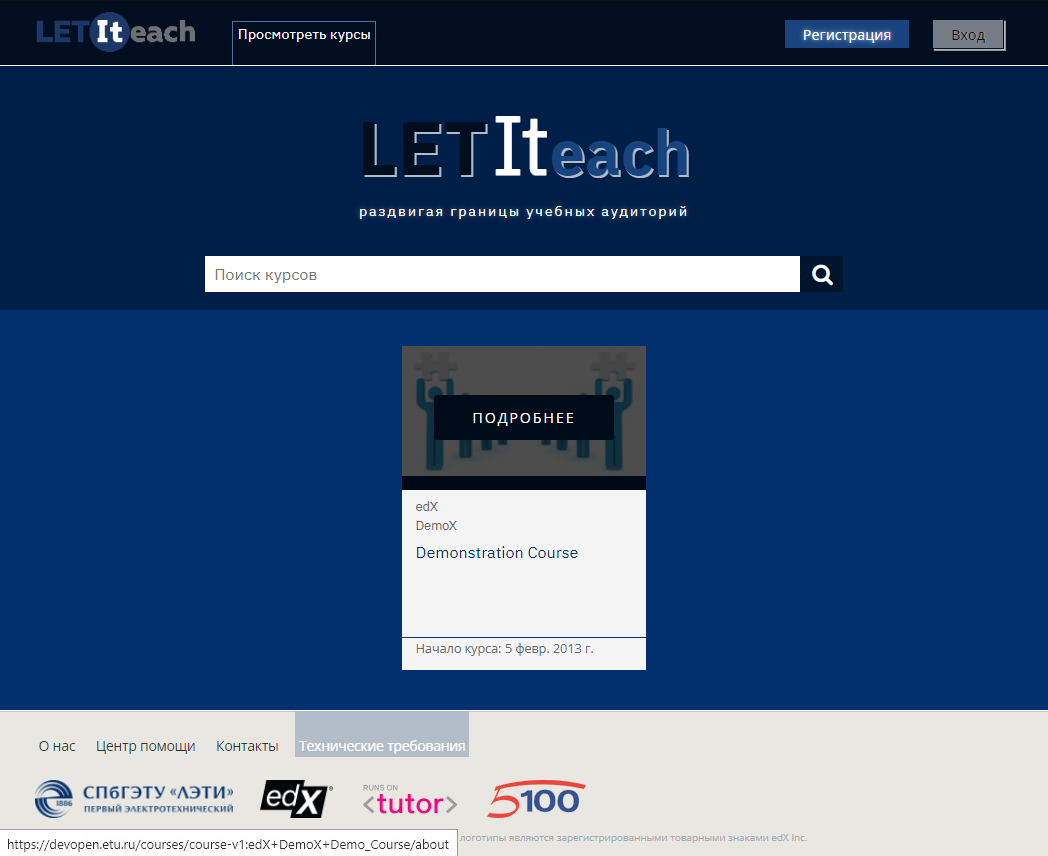 LETIteach
Просмотреть курсы
Регистрация
Вход
LETIteach
раздвигая границы учебных аудиторий
Поиск курсов
ПОДРОБНЕЕ
edX
DemoX
Demonstration Course
Начало курса: 5 февр. 2013 г.
О нас Центр помощи Контакты Технические требования
1886
СПбГЭТУ «ЛЭТИ»
ПЕРВЫЙ ЭЛЕКТРОТЕХНИЧЕСКИЙ
edX
RUNS ON
<tutor>
5100
логотипы являются зарегистрированными товарными знаками edX Inc.
https://devopen.etu.ru/courses/course-v1:edX+DemoX+Demo_Course/about